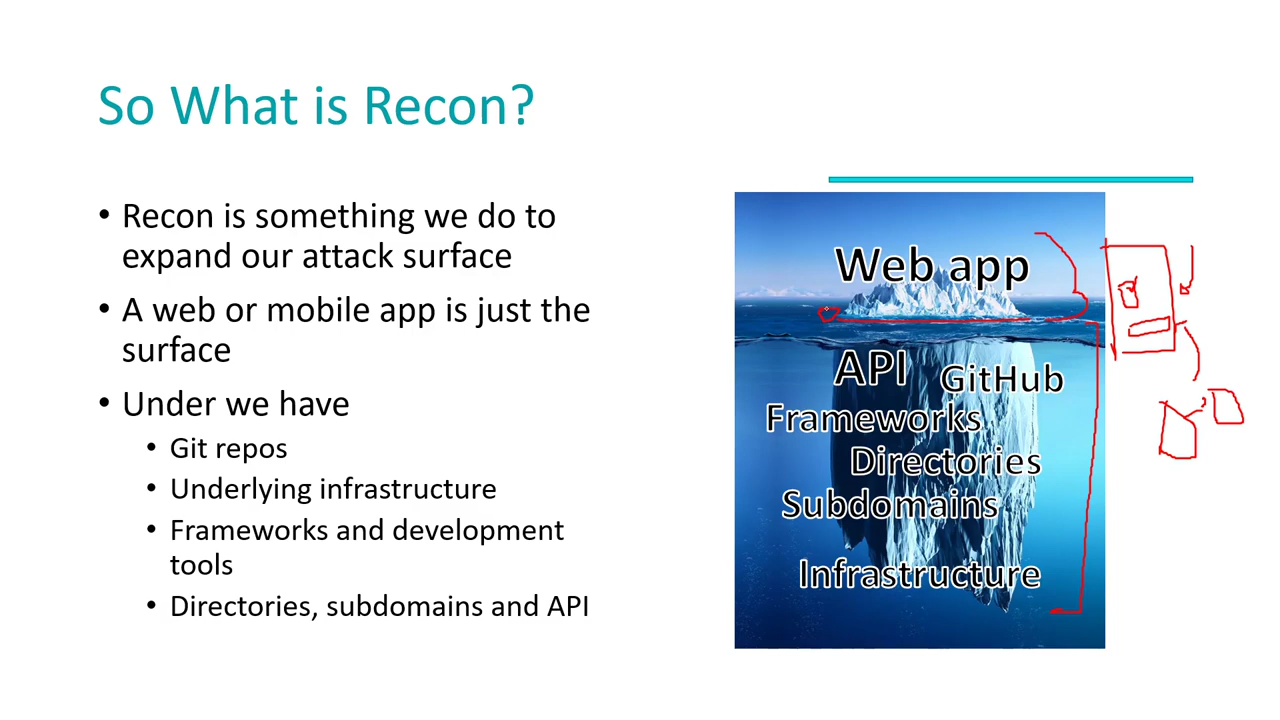 So What is Recon?
• Recon is something we do to
expand our attack surface
• A web or mobile app is just the
surface
• Under we have
• Git repos
• Underlying infrastructure
• Frameworks and development
tools
• Directories, subdomains and API
Web app
API
GitHub
Frameworks
Directories
Subdomains
Infrastructure